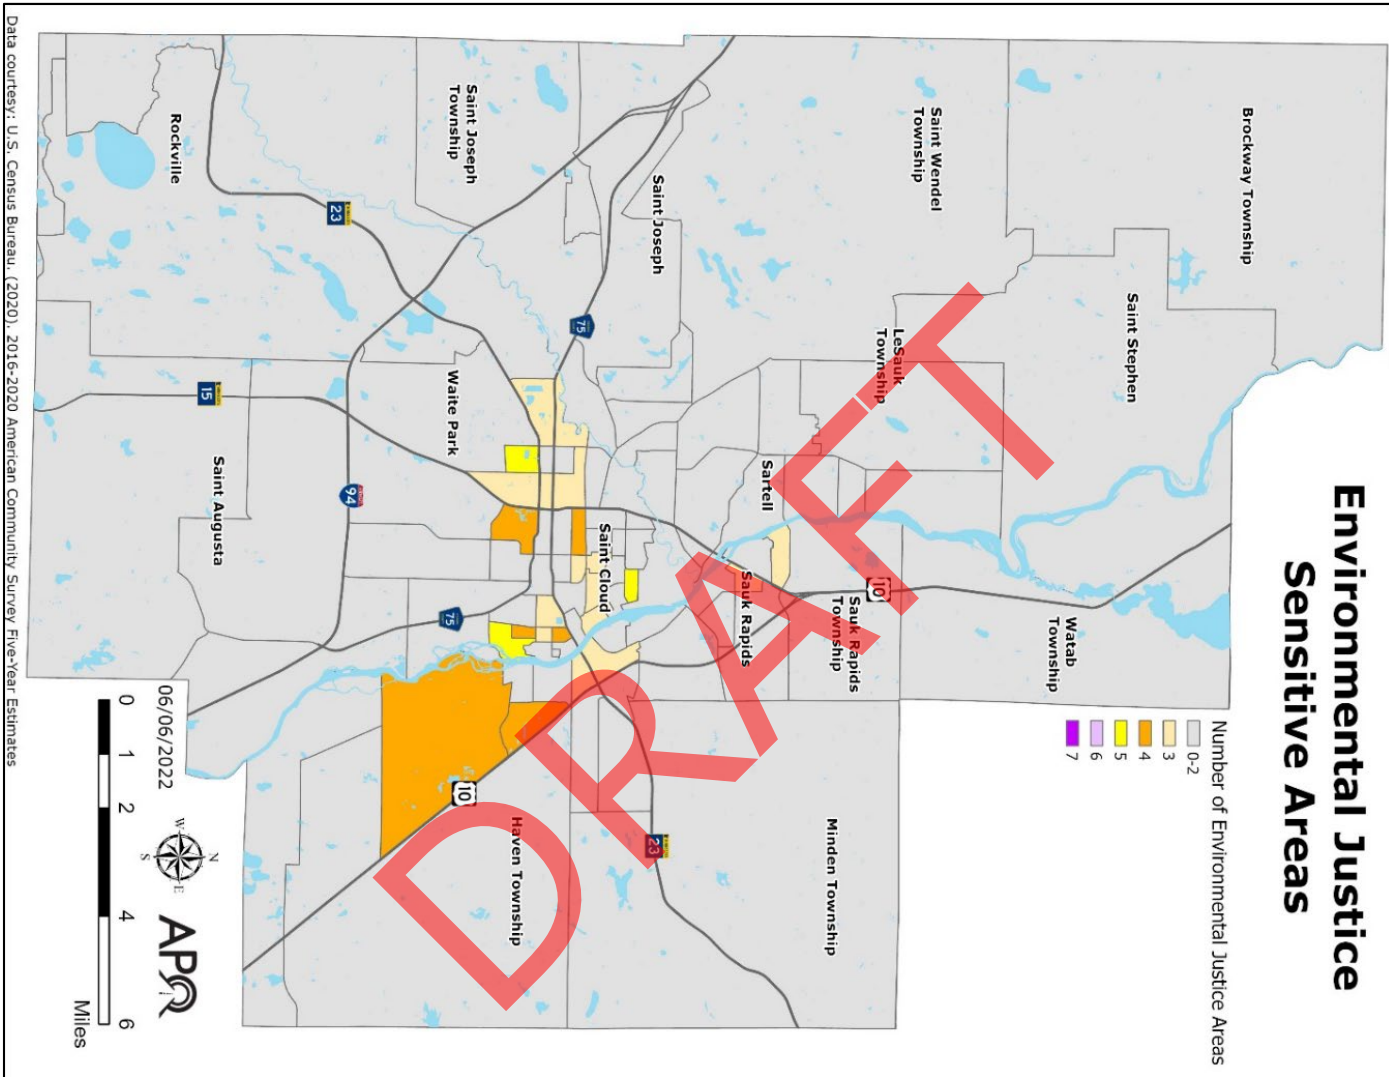 Environmental Justice
Sensitive Areas
Number of Environmental Justice Areas
0-2
3
4
5
6
7
Brockway Township
Saint Stephen
Saint Wendel
Township
LeSauk
Township
Watab
Township
Sartell
Sauk Rapids
Township
Sauk Rapids
Minden Township
Saint Joseph
Saint Joseph
Township
Saint Cloud
Waite Park
Haven Township
Rockville
Saint Augusta
10
10
23
23
75
75
15
94
DRAFT
06/06/2022
N
W
E
S
APO
0
1
2
4
6
Miles
Data courtesy: U.S. Census Bureau. (2020). 2016-2020 American Community Survey Five-Year Estimates